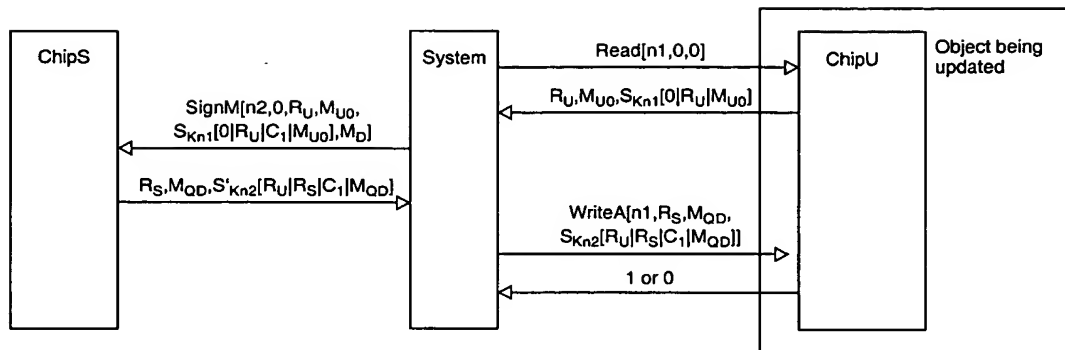 ChipS
System
Read[n1,0,0]
ChipU
Object being
updated
R_U,M_U0,S_Kn1[0|R_U|M_U0]
SignM[n2,0,R_U,M_U0,
S_Kn1[0|R_U|C_1|M_U0],M_D]
R_S,M_QD,S'_Kn2[R_U|R_S|C_1|M_QD]
WriteA[n1,R_S,M_QD,
S_Kn2[R_U|R_S|C_1|M_QD]]
1 or 0